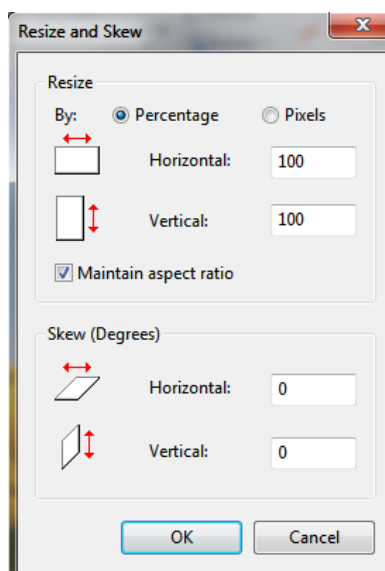 Resize and Skew
Resize
By: Percentage Pixels
Horizontal: 100
Vertical: 100
Maintain aspect ratio
Skew (Degrees)
Horizontal: 0
Vertical: 0
OK Cancel